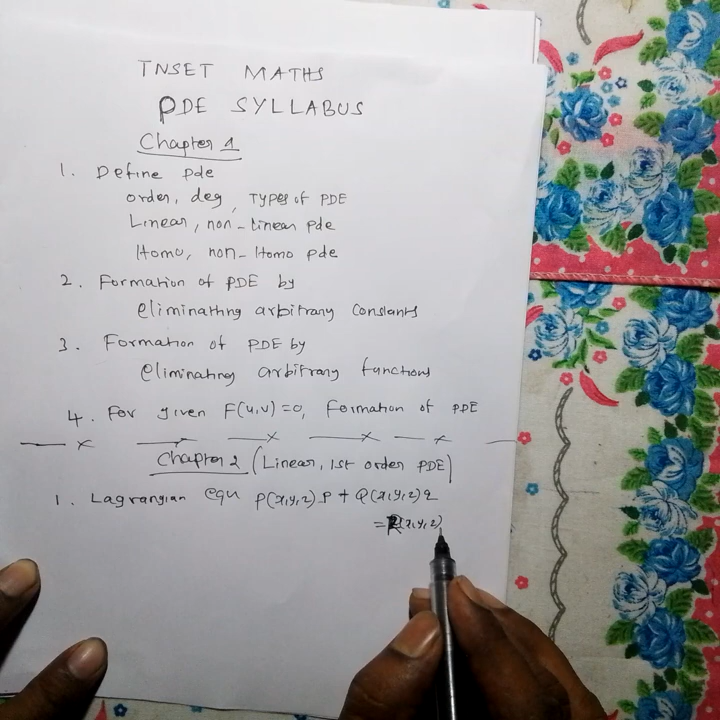 TNSET MATHS
PDE SYLLABUS
Chapter 1
1. Define pde
order, deg, Types of PDE
Linear, non-linear pde
Homo, non-Homo pde
2. Formation of PDE by
eliminating arbitrary constants
3. Formation of PDE by
eliminating arbitrary functions
4. For given F(u,v)=0, Formation of PDE
Chapter 2 (Linear, 1st order PDE)
1. Lagrangian equ P(x,y,z)p + Q(x,y,z)q
= R(x,y,z)